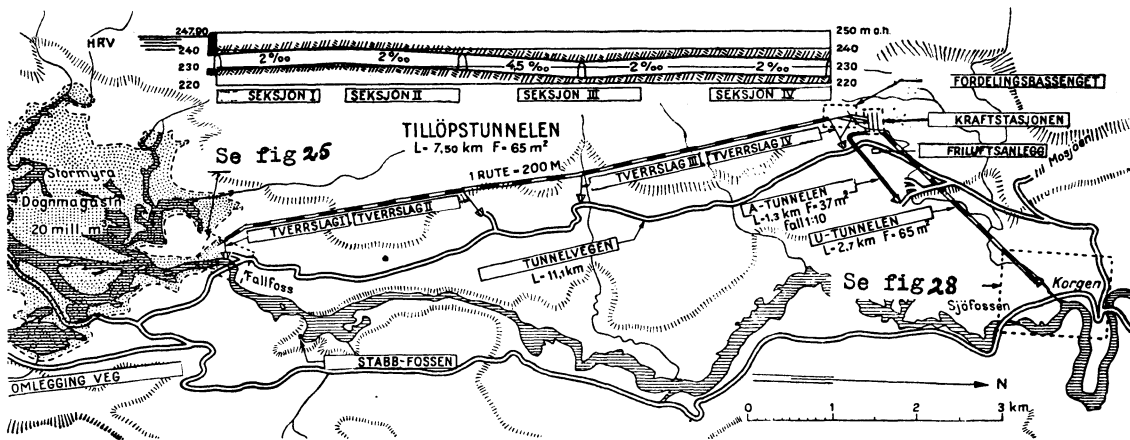 HRV
247,90
240
230
220
250 m o.h.
240
230
220
2‰ 2‰ 4,5‰ 2‰ 2‰
SEKSJON I SEKSJON II SEKSJON III SEKSJON IV
FORDELINGSBASSENGET
KRAFTSTASJONEN
FRILUFTSANLEGG
Mosjöen
TILLÖPSTUNNELEN
L- 7,50 km F- 65 m²
Se fig 25
1 RUTE = 200 M.
TVERRSLAG III TVERRSLAG IV
TVERRSLAG I TVERRSLAG II
Stormyra
Dögnmagasin
20 mill. m³
A-TUNNELEN
L-1.3 km F-37 m²
Fall 1:10
U-TUNNELEN
L-2,7 km F-65 m²
TUNNELVEGEN
L-11,1 km
Fallfoss
Se fig 28
Korgen
Sjöfossen
STABB-FOSSEN
OMLEGGING VEG
N
0 1 2 3 km